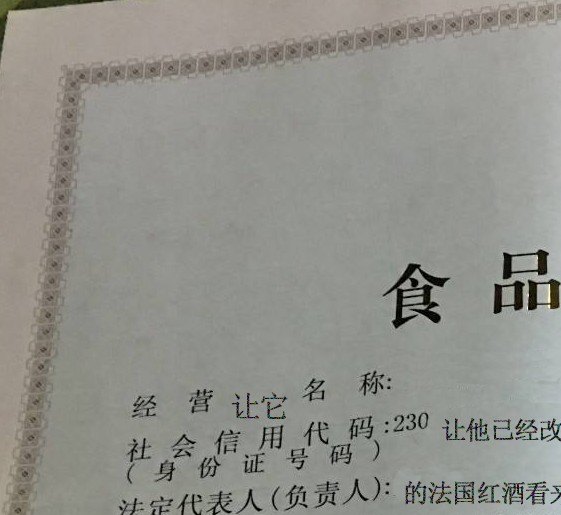 食品
经营让它名称:
社会信用代码:230 让他已经改
(身份证号码)
法定代表人(负责人): 的法国红酒看来